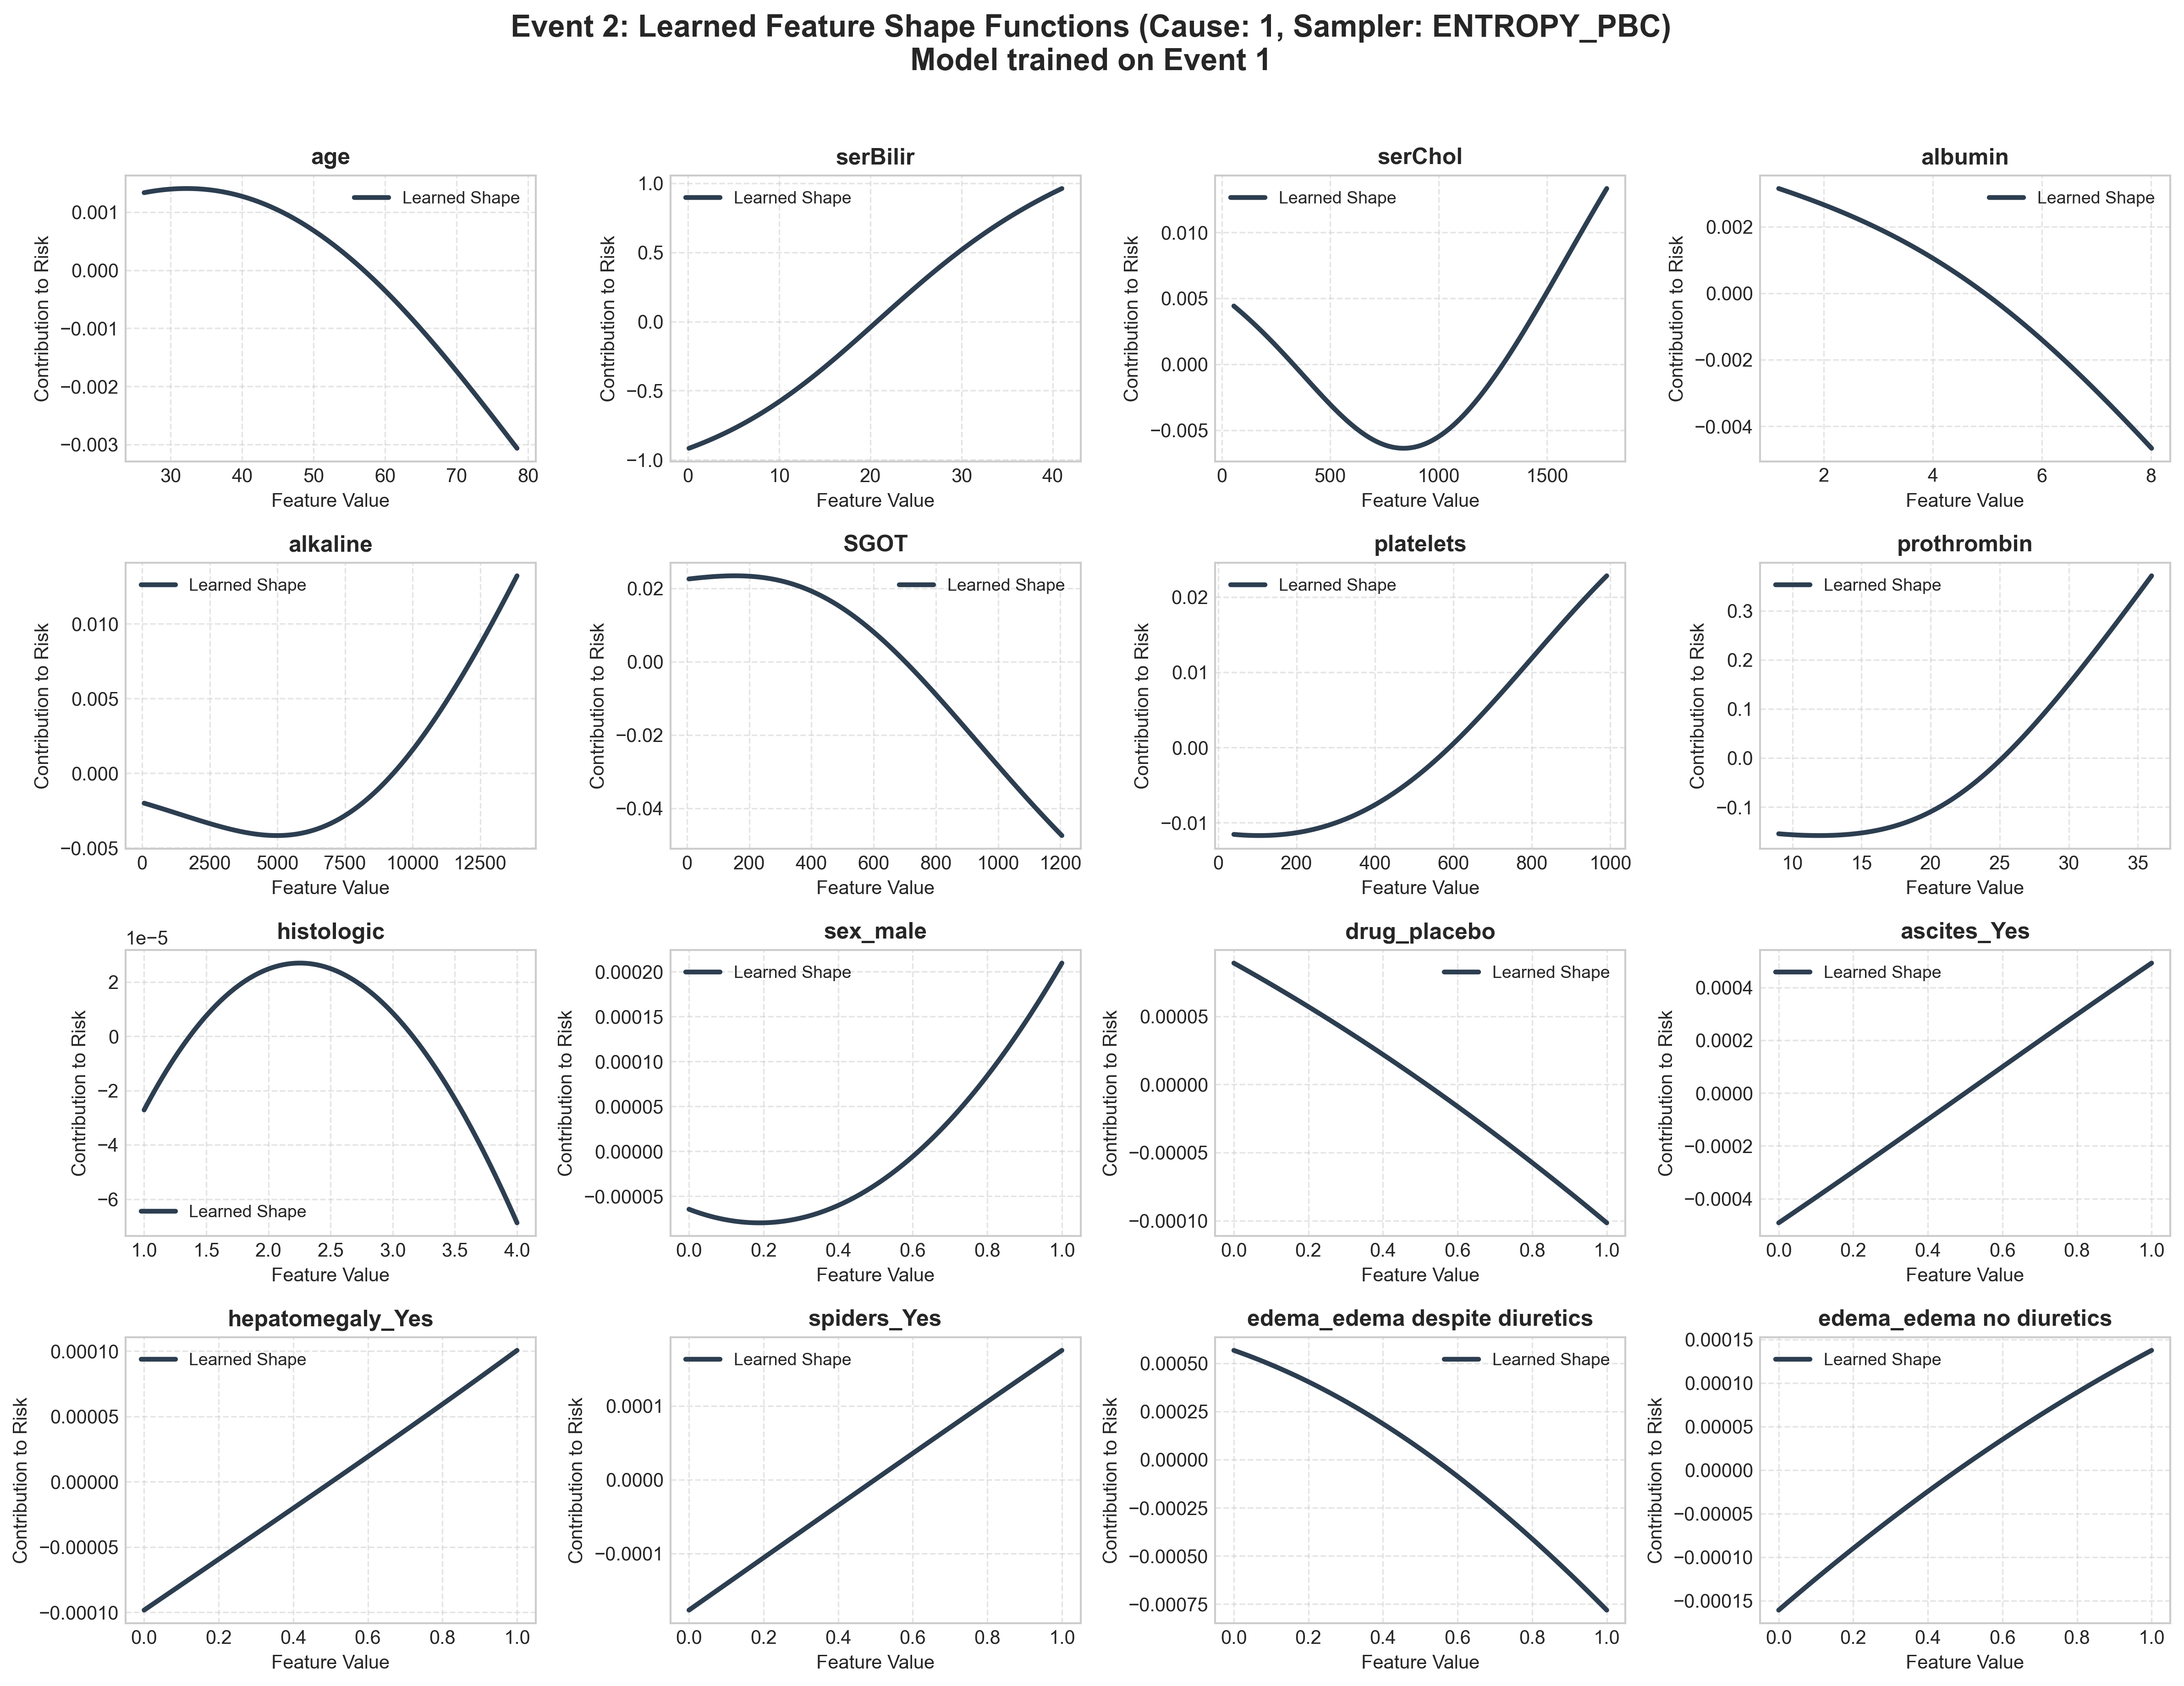 Event 2: Learned Feature Shape Functions (Cause: 1, Sampler: ENTROPY_PBC)
Model trained on Event 1
age
Learned Shape
Contribution to Risk
0.001
0.000
−0.001
−0.002
−0.003
30 40 50 60 70 80
Feature Value
serBilir
Learned Shape
Contribution to Risk
1.0
0.5
0.0
−0.5
−1.0
0 10 20 30 40
Feature Value
serChol
Learned Shape
Contribution to Risk
0.010
0.005
0.000
−0.005
0 500 1000 1500
Feature Value
albumin
Learned Shape
Contribution to Risk
0.002
0.000
−0.002
−0.004
2 4 6 8
Feature Value
alkaline
Learned Shape
Contribution to Risk
0.010
0.005
0.000
−0.005
0 2500 5000 7500 10000 12500
Feature Value
SGOT
Learned Shape
Contribution to Risk
0.02
0.00
−0.02
−0.04
0 200 400 600 800 1000 1200
Feature Value
platelets
Learned Shape
Contribution to Risk
0.02
0.01
0.00
−0.01
0 200 400 600 800 1000
Feature Value
prothrombin
Learned Shape
Contribution to Risk
0.3
0.2
0.1
0.0
−0.1
10 15 20 25 30 35
Feature Value
histologic
1e−5
Contribution to Risk
2
0
−2
−4
−6
Learned Shape
1.0 1.5 2.0 2.5 3.0 3.5 4.0
Feature Value
sex_male
Learned Shape
Contribution to Risk
0.00020
0.00015
0.00010
0.00005
0.00000
−0.00005
0.0 0.2 0.4 0.6 0.8 1.0
Feature Value
drug_placebo
Learned Shape
Contribution to Risk
0.00005
0.00000
−0.00005
−0.00010
0.0 0.2 0.4 0.6 0.8 1.0
Feature Value
ascites_Yes
Learned Shape
Contribution to Risk
0.0004
0.0002
0.0000
−0.0002
−0.0004
0.0 0.2 0.4 0.6 0.8 1.0
Feature Value
hepatomegaly_Yes
Learned Shape
Contribution to Risk
0.00010
0.00005
0.00000
−0.00005
−0.00010
0.0 0.2 0.4 0.6 0.8 1.0
Feature Value
spiders_Yes
Learned Shape
Contribution to Risk
0.0001
0.0000
−0.0001
0.0 0.2 0.4 0.6 0.8 1.0
Feature Value
edema_edema despite diuretics
Learned Shape
Contribution to Risk
0.00050
0.00025
0.00000
−0.00025
−0.00050
−0.00075
0.0 0.2 0.4 0.6 0.8 1.0
Feature Value
edema_edema no diuretics
Learned Shape
Contribution to Risk
0.00015
0.00010
0.00005
0.00000
−0.00005
−0.00010
−0.00015
0.0 0.2 0.4 0.6 0.8 1.0
Feature Value